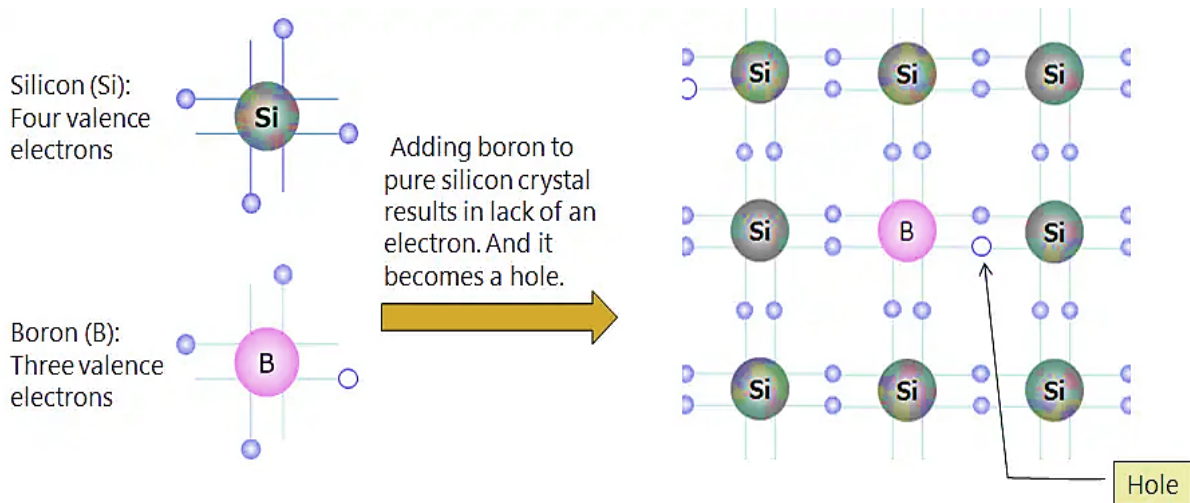 Silicon (Si):
Four valence
electrons
Si
Boron (B):
Three valence
electrons
B
Adding boron to
pure silicon crystal
results in lack of an
electron. And it
becomes a hole.
Si Si Si
Si B Si
Si Si Si
Hole